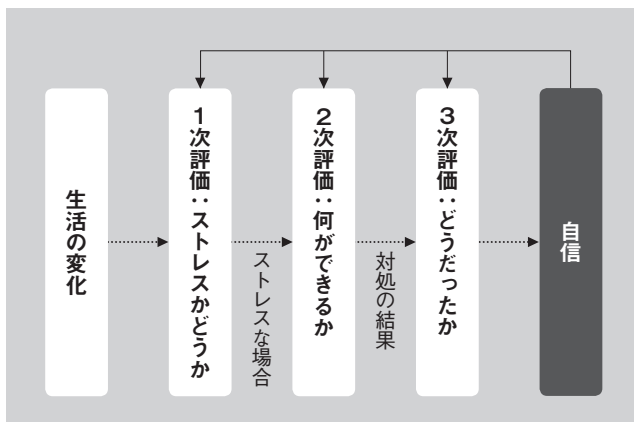 生活の変化
1次評価：ストレスかどうか
ストレスな場合
2次評価：何ができるか
対処の結果
3次評価：どうだったか
自信